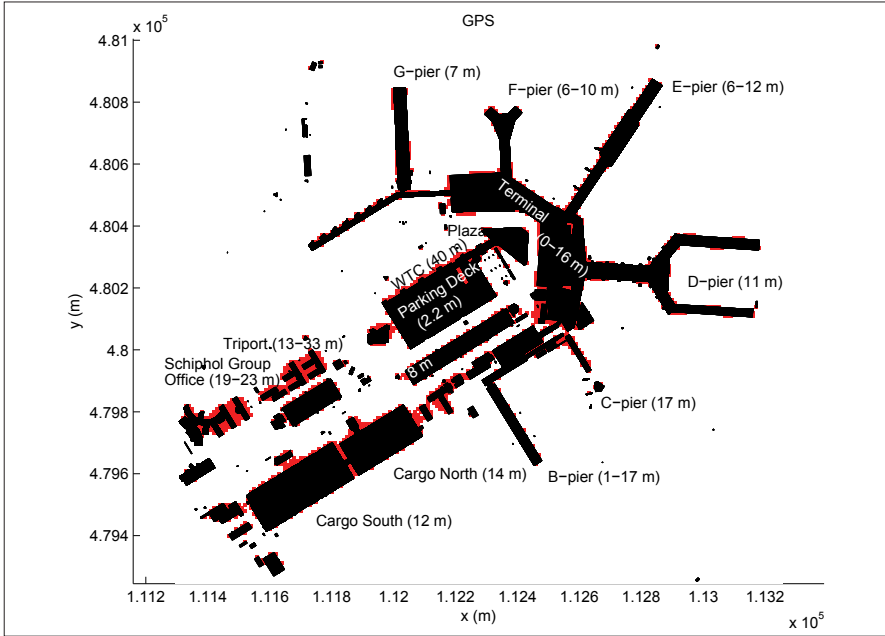 GPS
x 10⁵
4.81
4.808
4.806
4.804
4.802
4.8
4.798
4.796
4.794
y (m)
G−pier (7 m)
F−pier (6−10 m)
E−pier (6−12 m)
Terminal
(0−16 m)
Plaza
WTC (40 m)
Parking Deck
(2.2 m)
D−pier (11 m)
Triport (13−33 m)
Schiphol Group
Office (19−23 m)
8 m
C−pier (17 m)
Cargo North (14 m)
B−pier (1−17 m)
Cargo South (12 m)
1.112
1.114
1.116
1.118
1.12
1.122
1.124
1.126
1.128
1.13
1.132
x (m)
x 10⁵